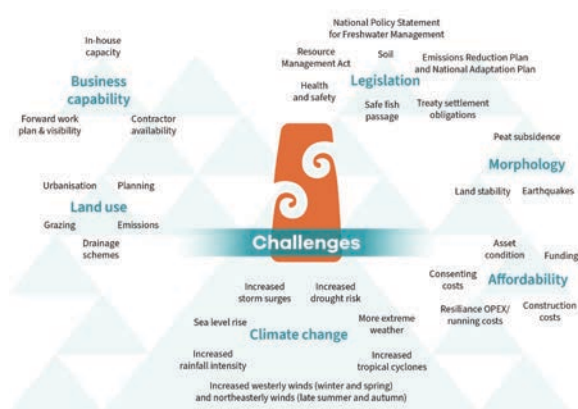 National Policy Statement
for Freshwater Management
In-house
capacity
Resource
Management Act
Soil
Emissions Reduction Plan
and National Adaptation Plan
Business
capability
Legislation
Health
and safety
Safe fish
passage
Treaty settlement
obligations
Forward work
plan & visibility
Contractor
availability
Peat subsidence
Morphology
Urbanisation
Planning
Land stability
Earthquakes
Land use
Grazing
Emissions
Drainage
schemes
Challenges
Asset
condition
Funding
Consenting
costs
Affordability
Increased
storm surges
Increased
drought risk
Resiliance OPEX/
running costs
Construction
costs
Sea level rise
More extreme
weather
Climate change
Increased
rainfall intensity
Increased
tropical cyclones
Increased westerly winds (winter and spring)
and northeasterly winds (late summer and autumn)